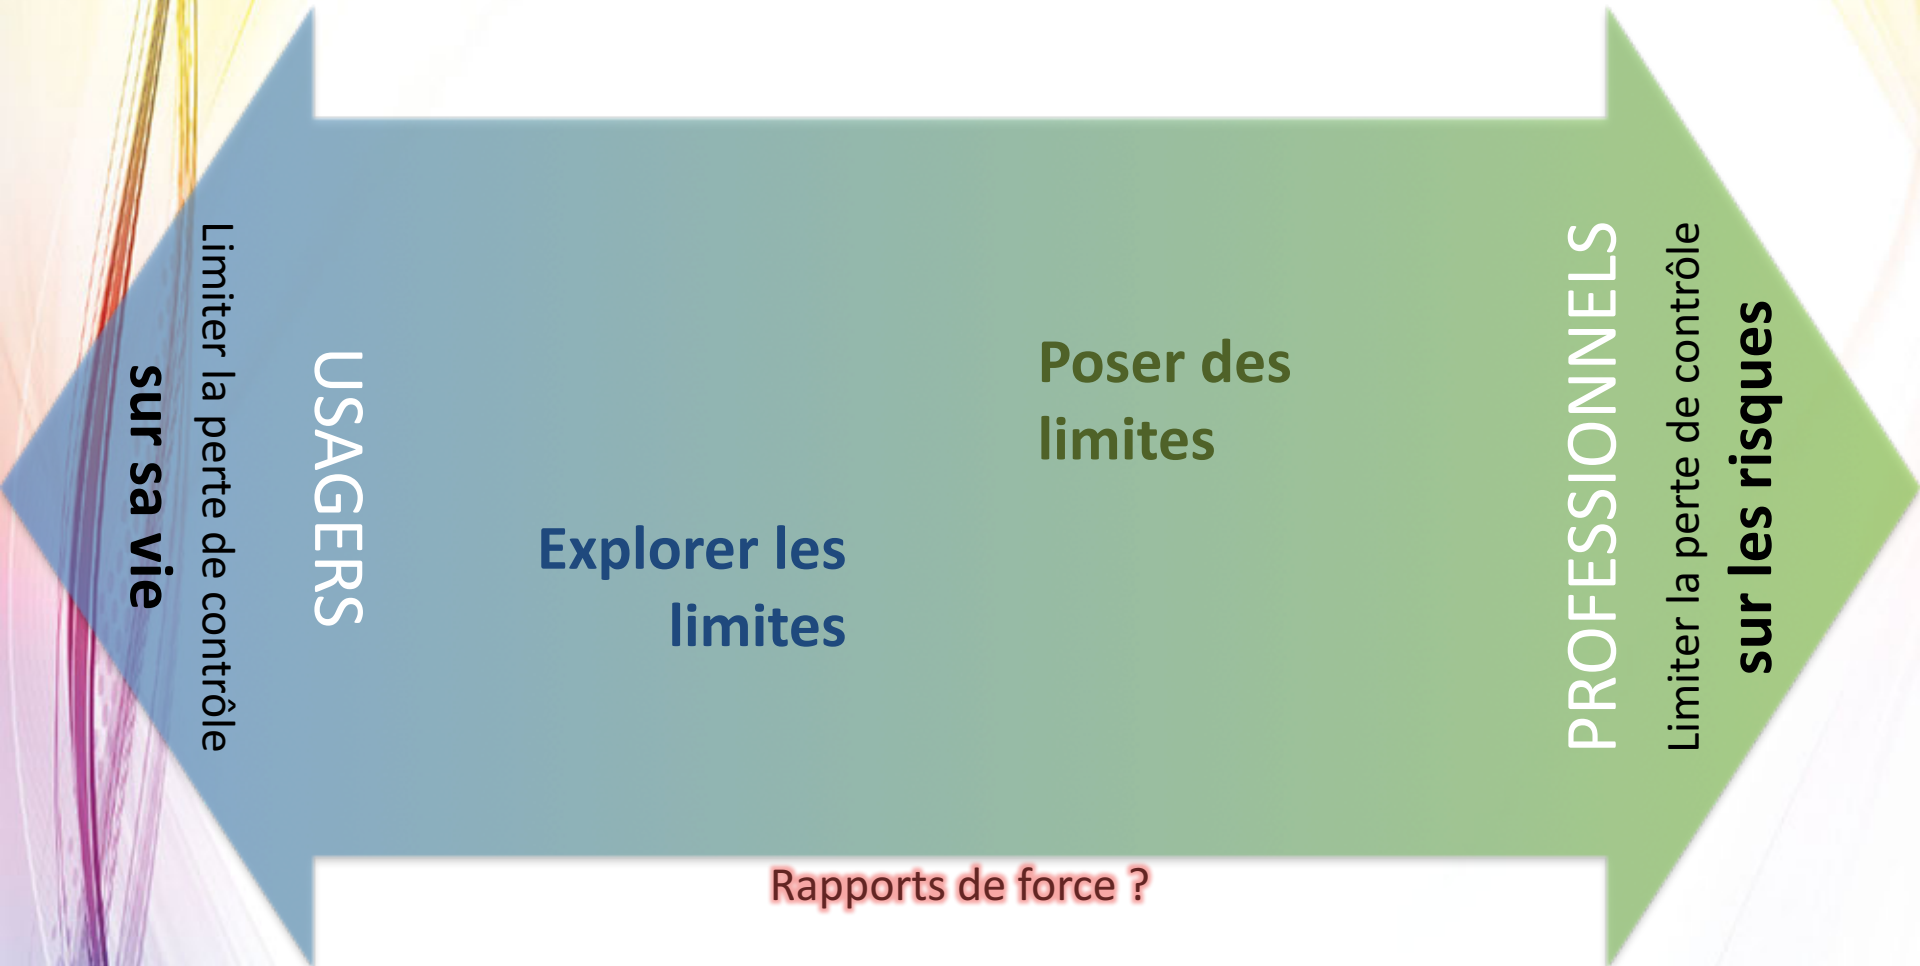 Limiter la perte de contrôle
sur sa vie
USAGERS
Explorer les
limites
Poser des
limites
PROFESSIONNELS
Limiter la perte de contrôle
sur les risques
Rapports de force ?